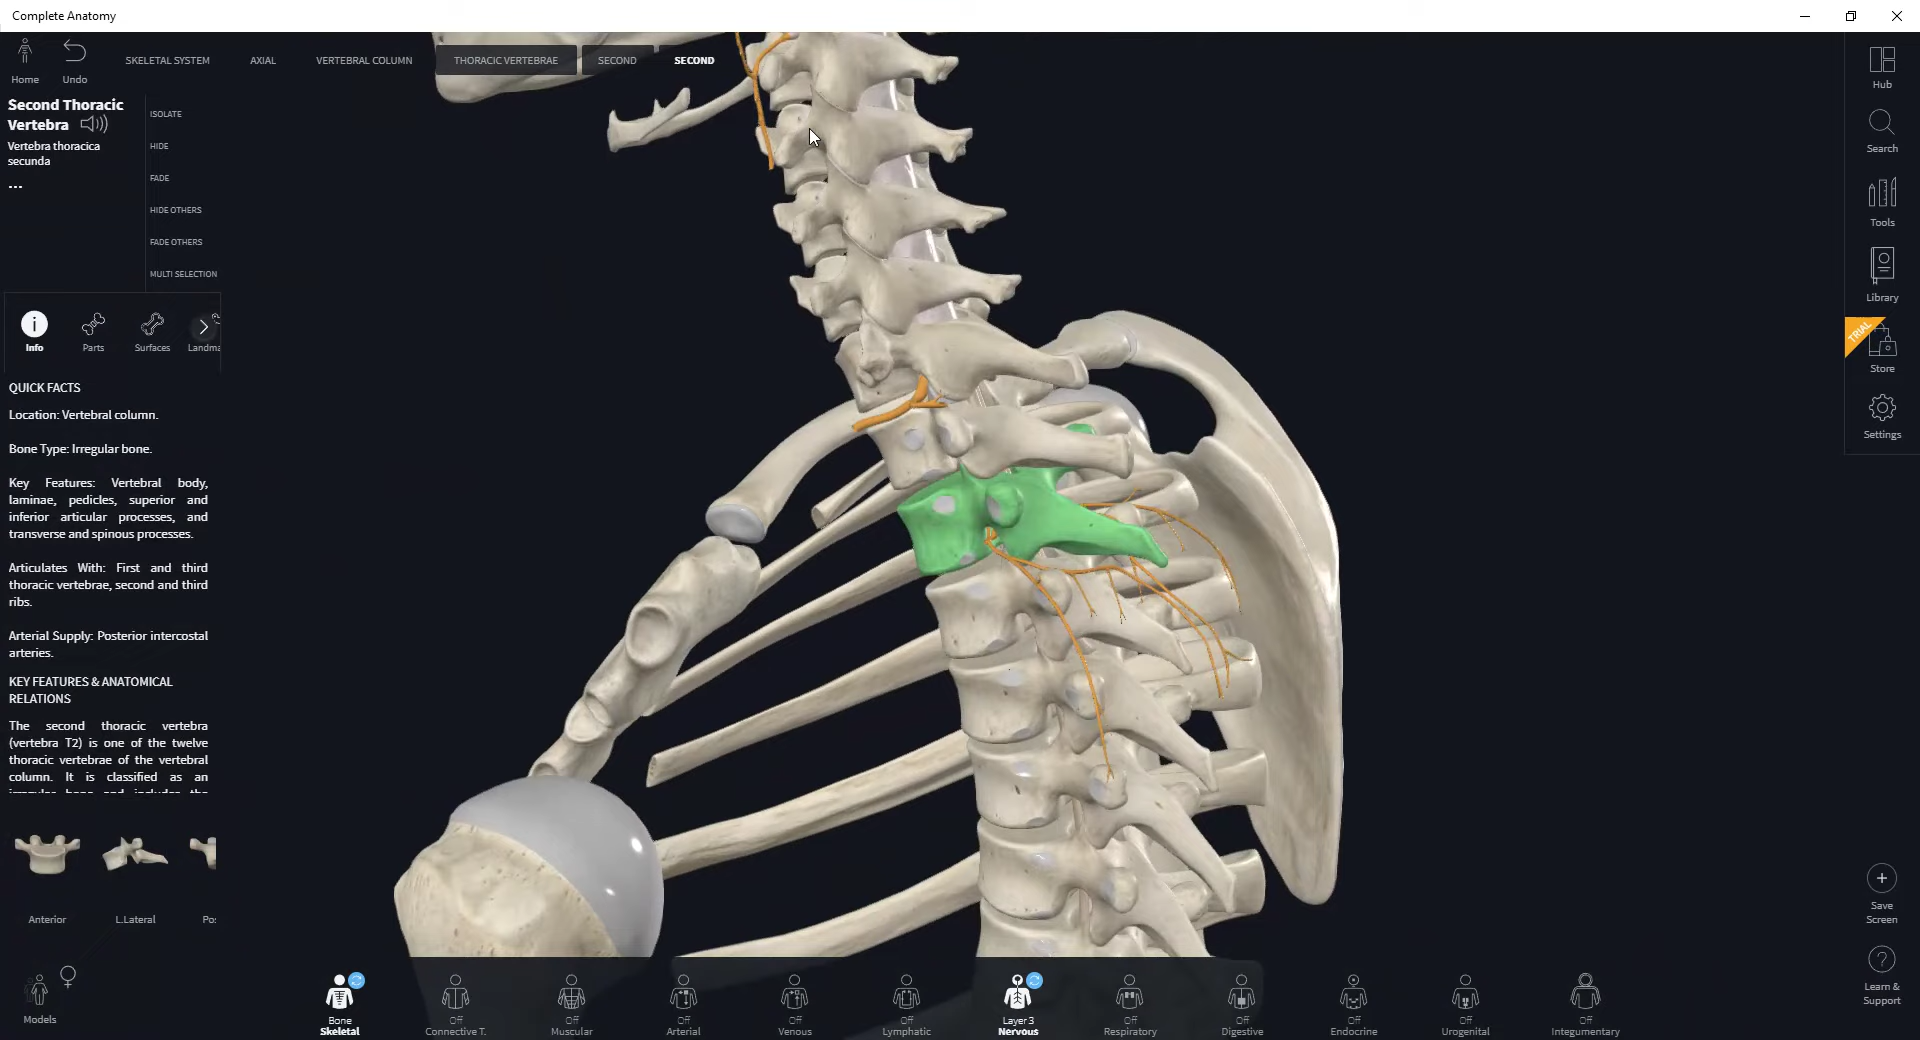 Complete Anatomy
Home
Undo
SKELETAL SYSTEM
AXIAL
VERTEBRAL COLUMN
THORACIC VERTEBRAE
SECOND
SECOND
Second Thoracic
Vertebra
Vertebra thoracica
secunda
...
ISOLATE
HIDE
FADE
HIDE OTHERS
FADE OTHERS
MULTI SELECTION
Info
Parts
Surfaces
Landma
QUICK FACTS
Location: Vertebral column.
Bone Type: Irregular bone.
Key Features: Vertebral body,
laminae, pedicles, superior and
inferior articular processes, and
transverse and spinous processes.
Articulates With: First and third
thoracic vertebrae, second and third
ribs.
Arterial Supply: Posterior intercostal
arteries.
KEY FEATURES & ANATOMICAL
RELATIONS
The second thoracic vertebra
(vertebra T2) is one of the twelve
thoracic vertebrae of the vertebral
column. It is classified as an
irregular bone and includes the
Anterior
L.Lateral
Pos
Models
Bone
Skeletal
Off
Connective T.
Off
Muscular
Off
Arterial
Off
Venous
Off
Lymphatic
Layer 3
Nervous
Off
Respiratory
Off
Digestive
Off
Endocrine
Off
Urogenital
Off
Integumentary
Hub
Search
Tools
Library
TRIAL
Store
Settings
Save
Screen
Learn &
Support